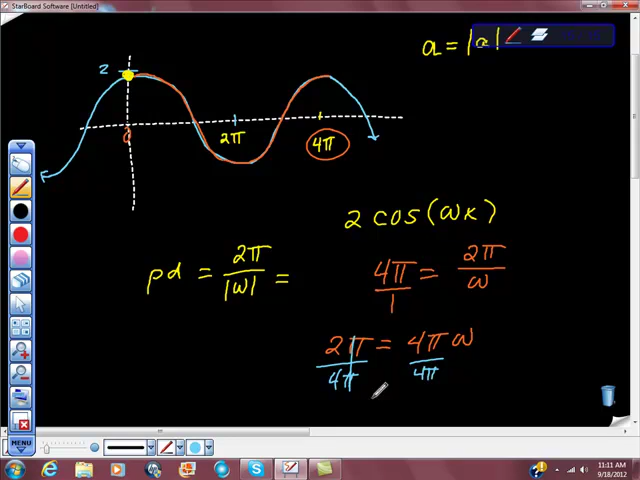 StarBoard Software [Untitled]
a = |a|
2
0
2π
4π
2 cos(ωx)
pd = 2π/|ω| =
4π/1 = 2π/ω
2π/4π = 4πω/4π
MENU
11:11 AM
9/18/2012